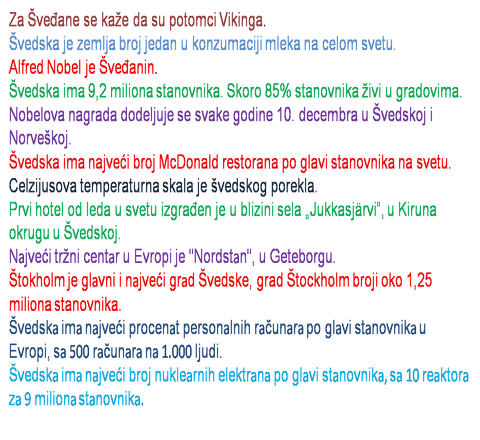 Za Šveđane se kaže da su potomci Vikinga.
Švedska je zemlja broj jedan u konzumaciji mleka na celom svetu.
Alfred Nobel je Šveđanin.
Švedska ima 9,2 miliona stanovnika. Skoro 85% stanovnika živi u gradovima.
Nobelova nagrada dodeljuje se svake godine 10. decembra u Švedskoj i
Norveškoj.
Švedska ima najveći broj McDonald restorana po glavi stanovnika na svetu.
Celzijusova temperaturna skala je švedskog porekla.
Prvi hotel od leda u svetu izgrađen je u blizini sela „Jukkasjärvi“, u Kiruna
okrugu u Švedskoj.
Najveći tržni centar u Evropi je "Nordstan", u Geteborgu.
Štokholm je glavni i najveći grad Švedske, grad Štockholm broji oko 1,25
miliona stanovnika.
Švedska ima najveći procenat personalnih računara po glavi stanovnika u
Evropi, sa 500 računara na 1.000 ljudi.
Švedska ima najveći broj nuklearnih elektrana po glavi stanovnika, sa 10 reaktora
za 9 miliona stanovnika.